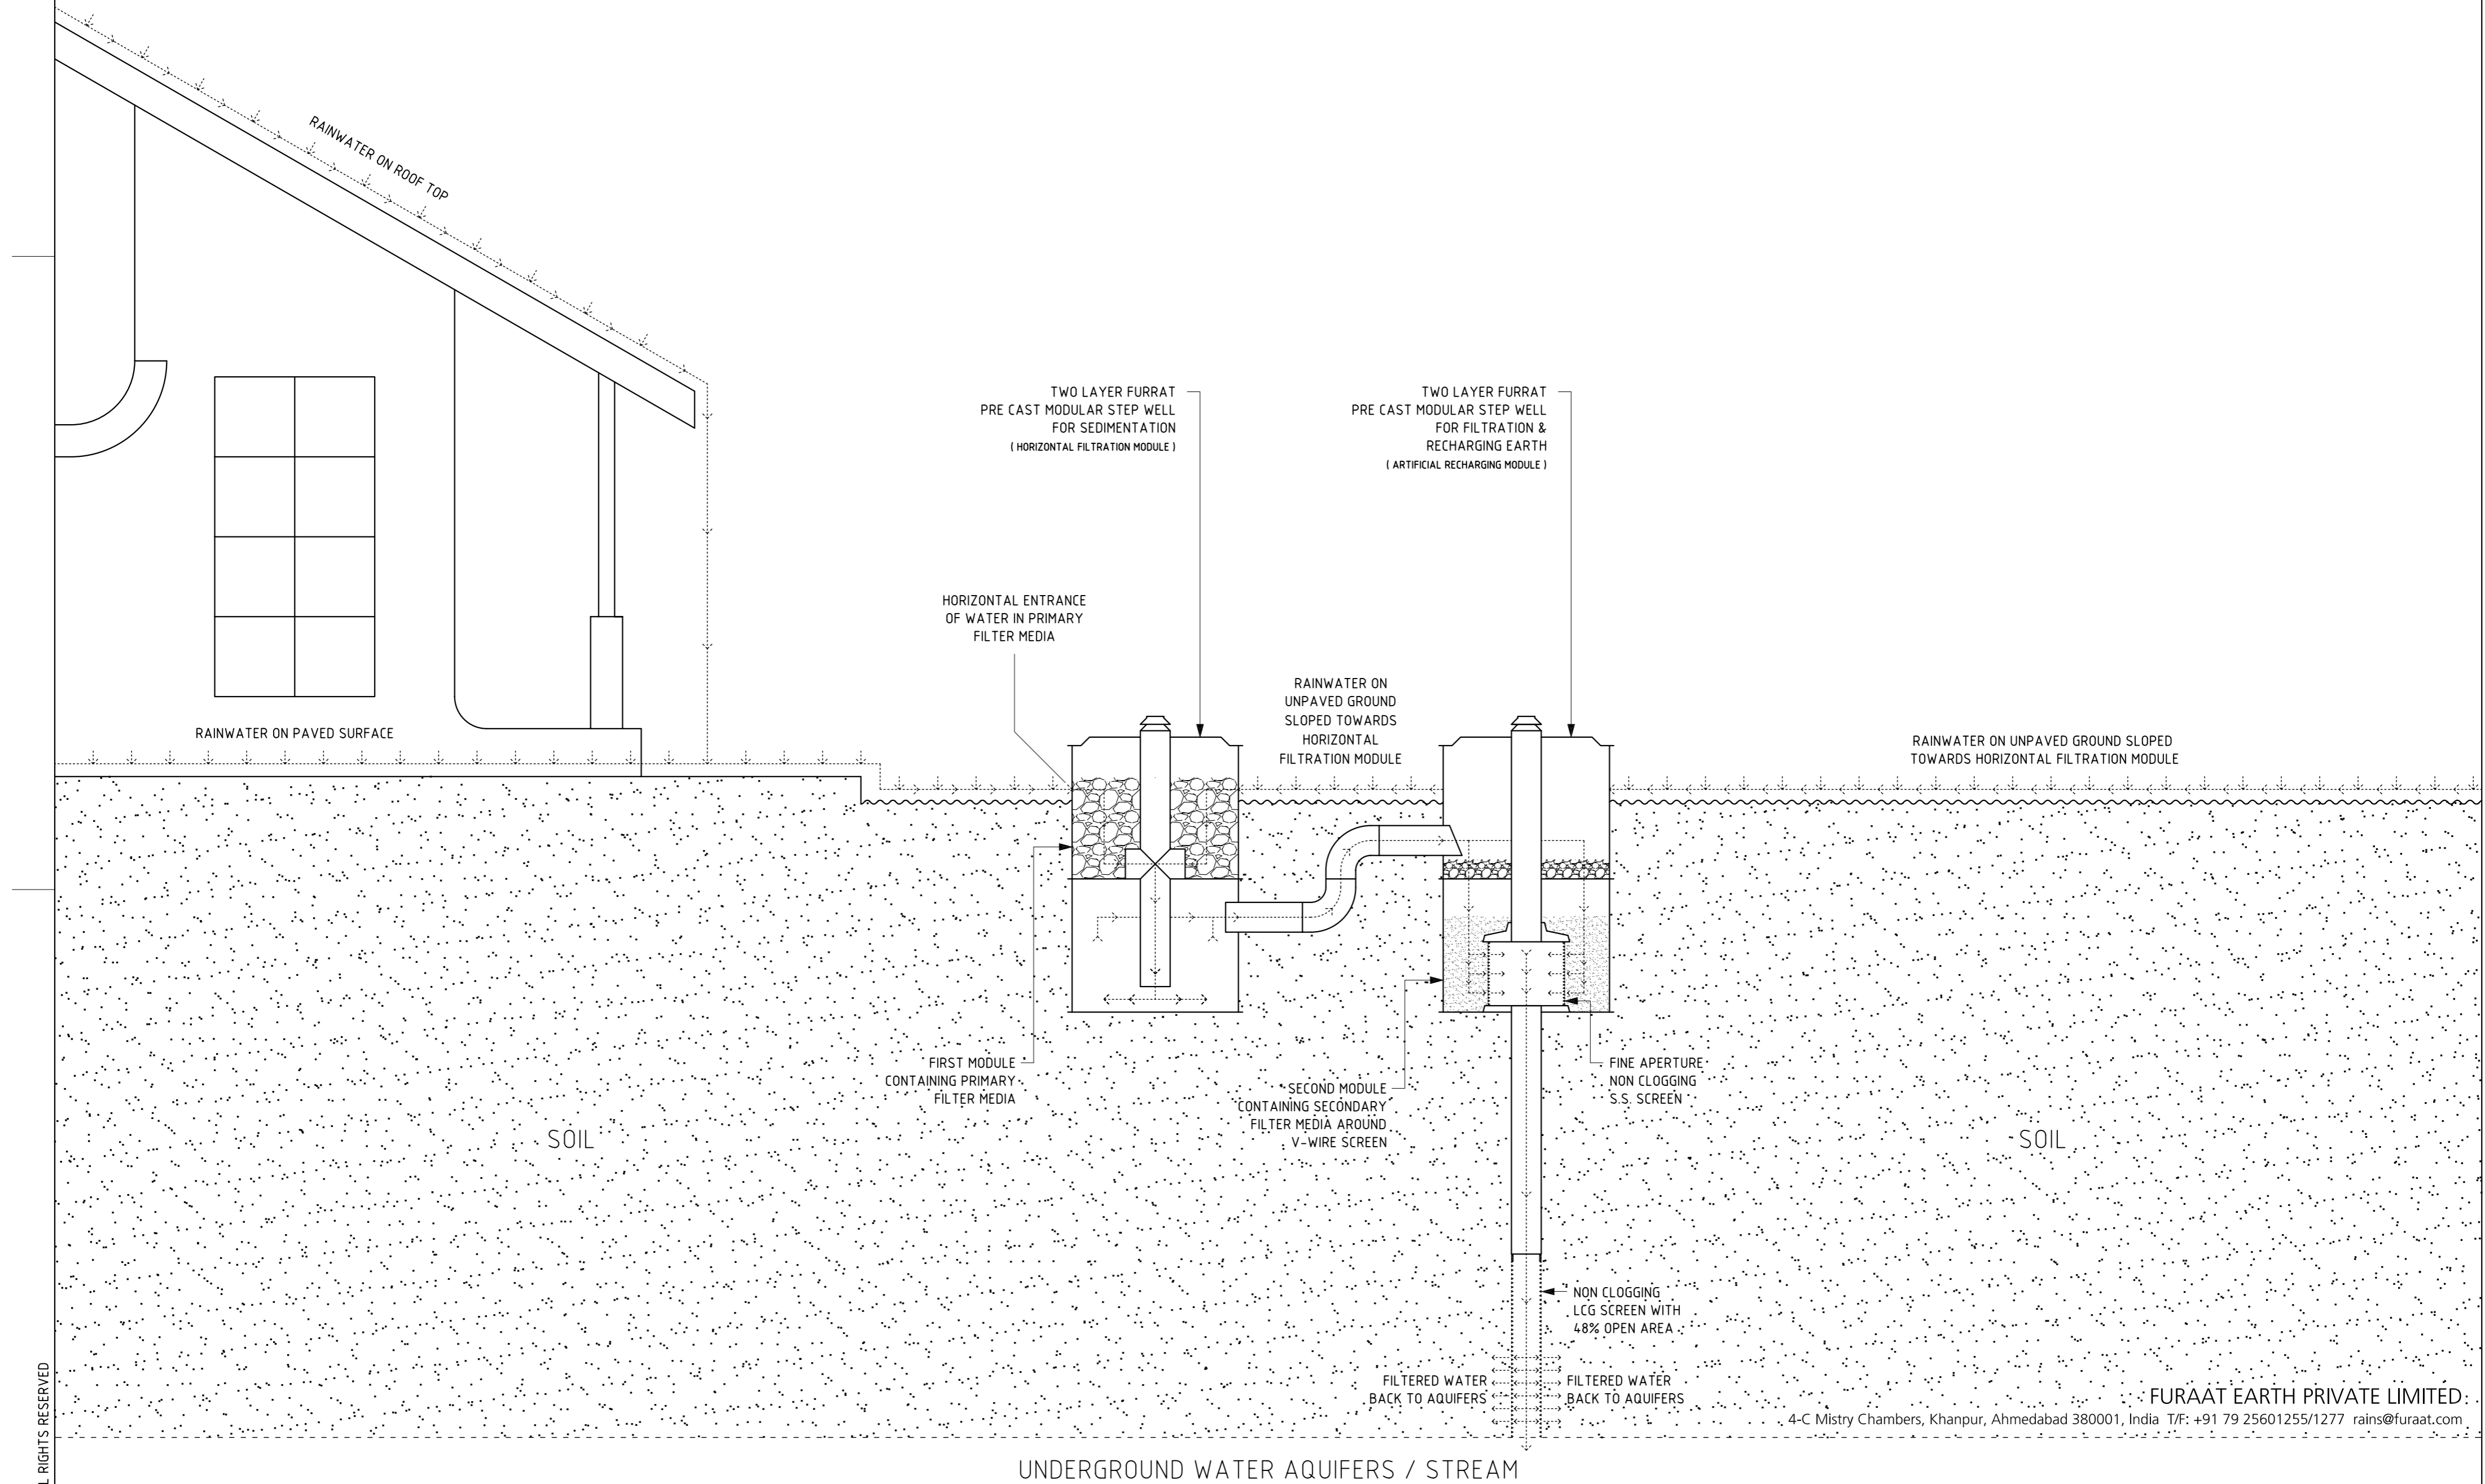 RAINWATER ON ROOF TOP
TWO LAYER FURRAT
PRE CAST MODULAR STEP WELL
FOR SEDIMENTATION
( HORIZONTAL FILTRATION MODULE )
TWO LAYER FURRAT
PRE CAST MODULAR STEP WELL
FOR FILTRATION &
RECHARGING EARTH
( ARTIFICIAL RECHARGING MODULE )
HORIZONTAL ENTRANCE
OF WATER IN PRIMARY
FILTER MEDIA
RAINWATER ON
UNPAVED GROUND
SLOPED TOWARDS
HORIZONTAL
FILTRATION MODULE
RAINWATER ON PAVED SURFACE
RAINWATER ON UNPAVED GROUND SLOPED
TOWARDS HORIZONTAL FILTRATION MODULE
FIRST MODULE
CONTAINING PRIMARY
FILTER MEDIA
SECOND MODULE
CONTAINING SECONDARY
FILTER MEDIA AROUND
V-WIRE SCREEN
FINE APERTURE
NON CLOGGING
S.S. SCREEN
SOIL
SOIL
NON CLOGGING
LCG SCREEN WITH
48% OPEN AREA
FILTERED WATER
BACK TO AQUIFERS
FILTERED WATER
BACK TO AQUIFERS
FURAAT EARTH PRIVATE LIMITED
4-C Mistry Chambers, Khanpur, Ahmedabad 380001, India T/F: +91 79 25601255/1277 rains@furaat.com
UNDERGROUND WATER AQUIFERS / STREAM
RIGHTS RESERVED